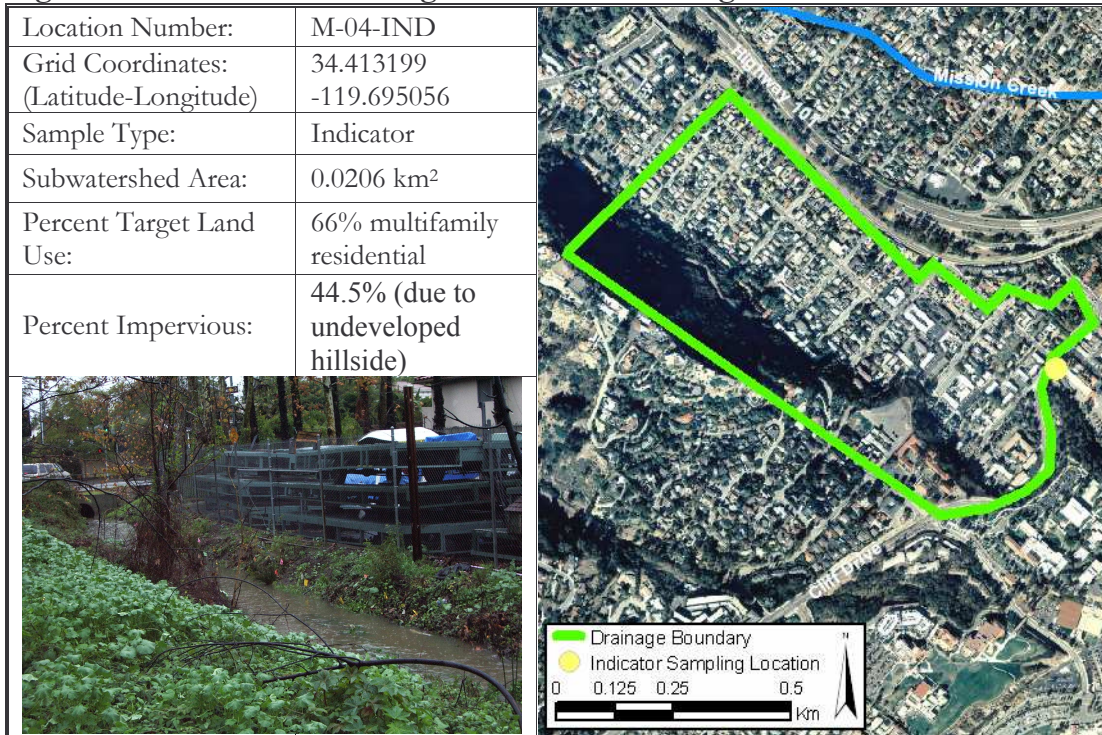 Location Number: M-04-IND
Grid Coordinates: 34.413199
(Latitude-Longitude) -119.695056
Sample Type: Indicator
Subwatershed Area: 0.0206 km²
Percent Target Land 66% multifamily
Use: residential
44.5% (due to
Percent Impervious: undeveloped
hillside)
Highway 101
Mission Creek
Cliff Drive
Drainage Boundary
N
Indicator Sampling Location
0 0.125 0.25 0.5
Km